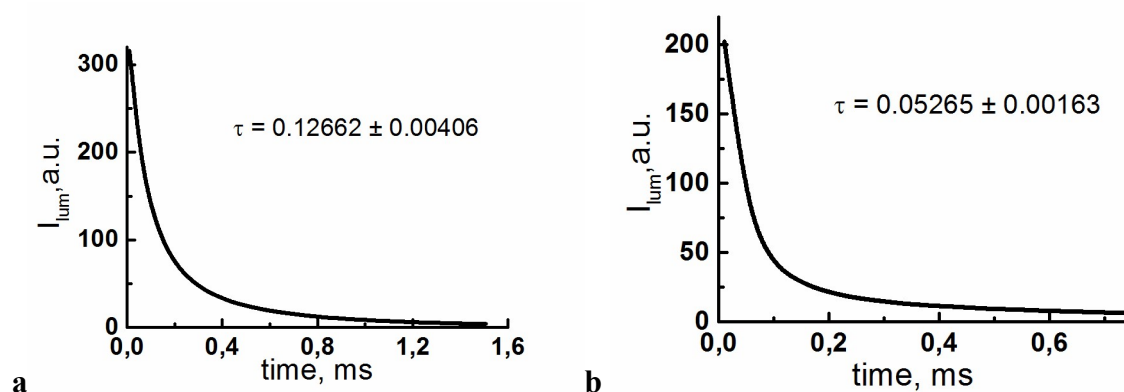 300
200
100
0
0,0 0,4 0,8 1,2 1,6
I_lum, a.u.
time, ms
τ = 0.12662 ± 0.00406
a
200
150
100
50
0
0,0 0,2 0,4 0,6
I_lum, a.u.
time, ms
τ = 0.05265 ± 0.00163
b